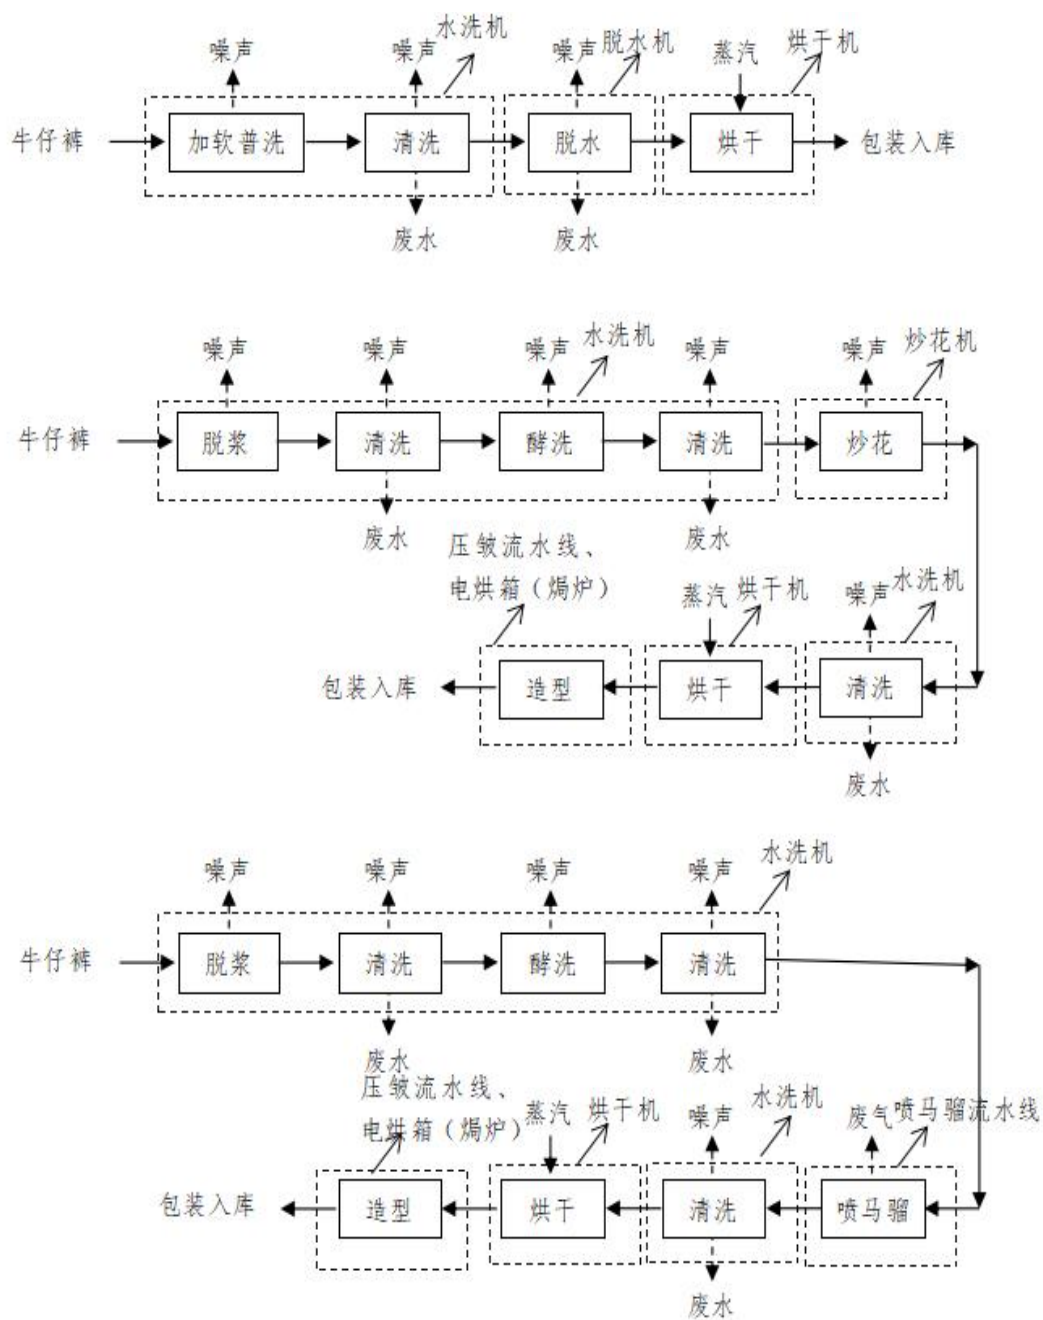 水洗机
噪声 噪声 噪声 脱水机 蒸汽 烘干机
牛仔裤 加软普洗 清洗 脱水 烘干 包装入库
废水 废水
噪声 噪声 噪声 水洗机 噪声 噪声 炒花机
牛仔裤 脱浆 清洗 酵洗 清洗 炒花
废水 废水
压皱流水线、
电烘箱（焗炉） 蒸汽 烘干机 噪声 水洗机
包装入库 造型 烘干 清洗
废水
水洗机
噪声 噪声 噪声 噪声
牛仔裤 脱浆 清洗 酵洗 清洗
废水 废水
压皱流水线、
电烘箱（焗炉） 蒸汽 烘干机 噪声 水洗机 废气 喷马骝流水线
包装入库 造型 烘干 清洗 喷马骝
废水